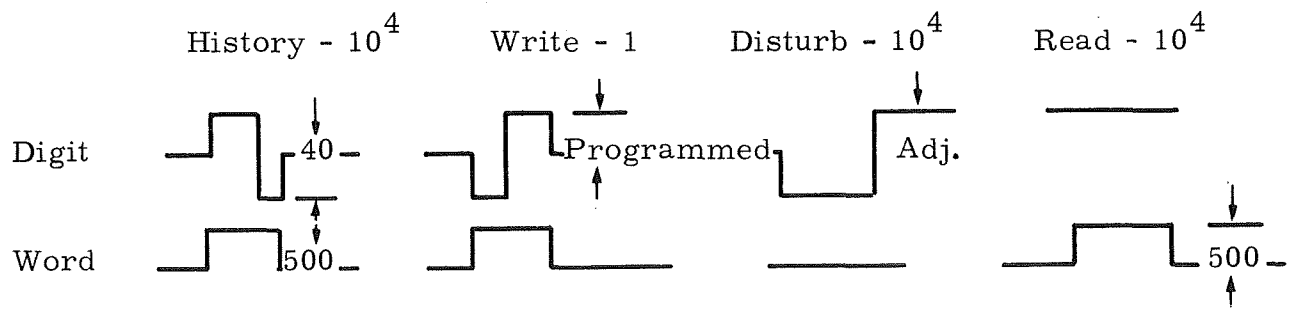 History - 10^4 Write - 1 Disturb - 10^4 Read - 10^4
Digit 40 Programmed Adj.
Word 500 500